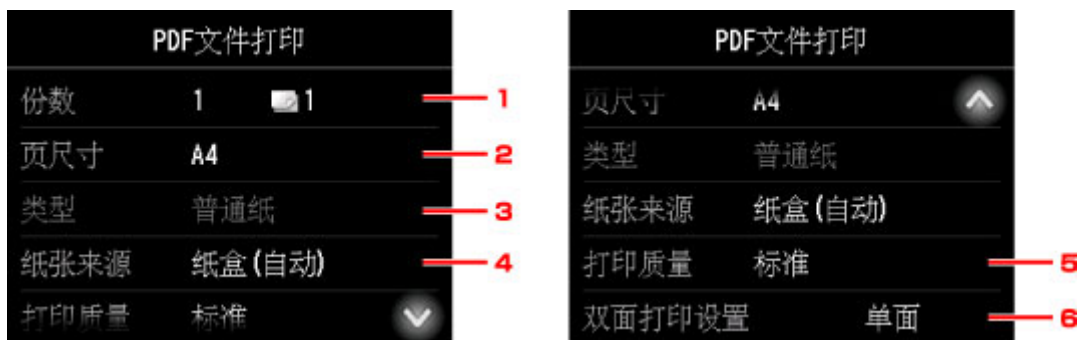 PDF文件打印
份数 1 1 1
页尺寸 A4 2
类型 普通纸 3
纸张来源 纸盒(自动) 4
打印质量 标准
PDF文件打印
页尺寸 A4
类型 普通纸
纸张来源 纸盒(自动)
打印质量 标准 5
双面打印设置 单面 6